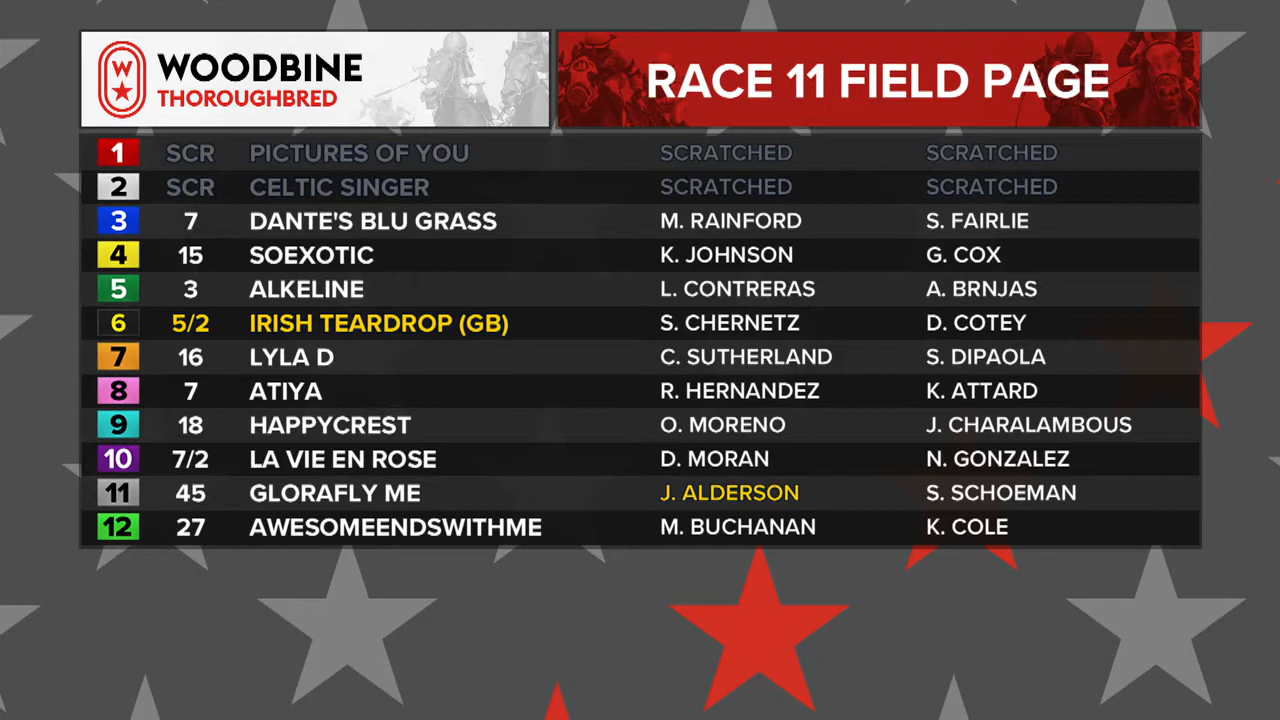 W
WOODBINE
THOROUGHBRED
RACE 11 FIELD PAGE
1 SCR PICTURES OF YOU SCRATCHED SCRATCHED
2 SCR CELTIC SINGER SCRATCHED SCRATCHED
3 7 DANTE'S BLU GRASS M. RAINFORD S. FAIRLIE
4 15 SOEXOTIC K. JOHNSON G. COX
5 3 ALKELINE L. CONTRERAS A. BRNJAS
6 5/2 IRISH TEARDROP (GB) S. CHERNETZ D. COTEY
7 16 LYLA D C. SUTHERLAND S. DIPAOLA
8 7 ATIYA R. HERNANDEZ K. ATTARD
9 18 HAPPYCREST O. MORENO J. CHARALAMBOUS
10 7/2 LA VIE EN ROSE D. MORAN N. GONZALEZ
11 45 GLORAFLY ME J. ALDERSON S. SCHOEMAN
12 27 AWESOMEENDSWITHME M. BUCHANAN K. COLE